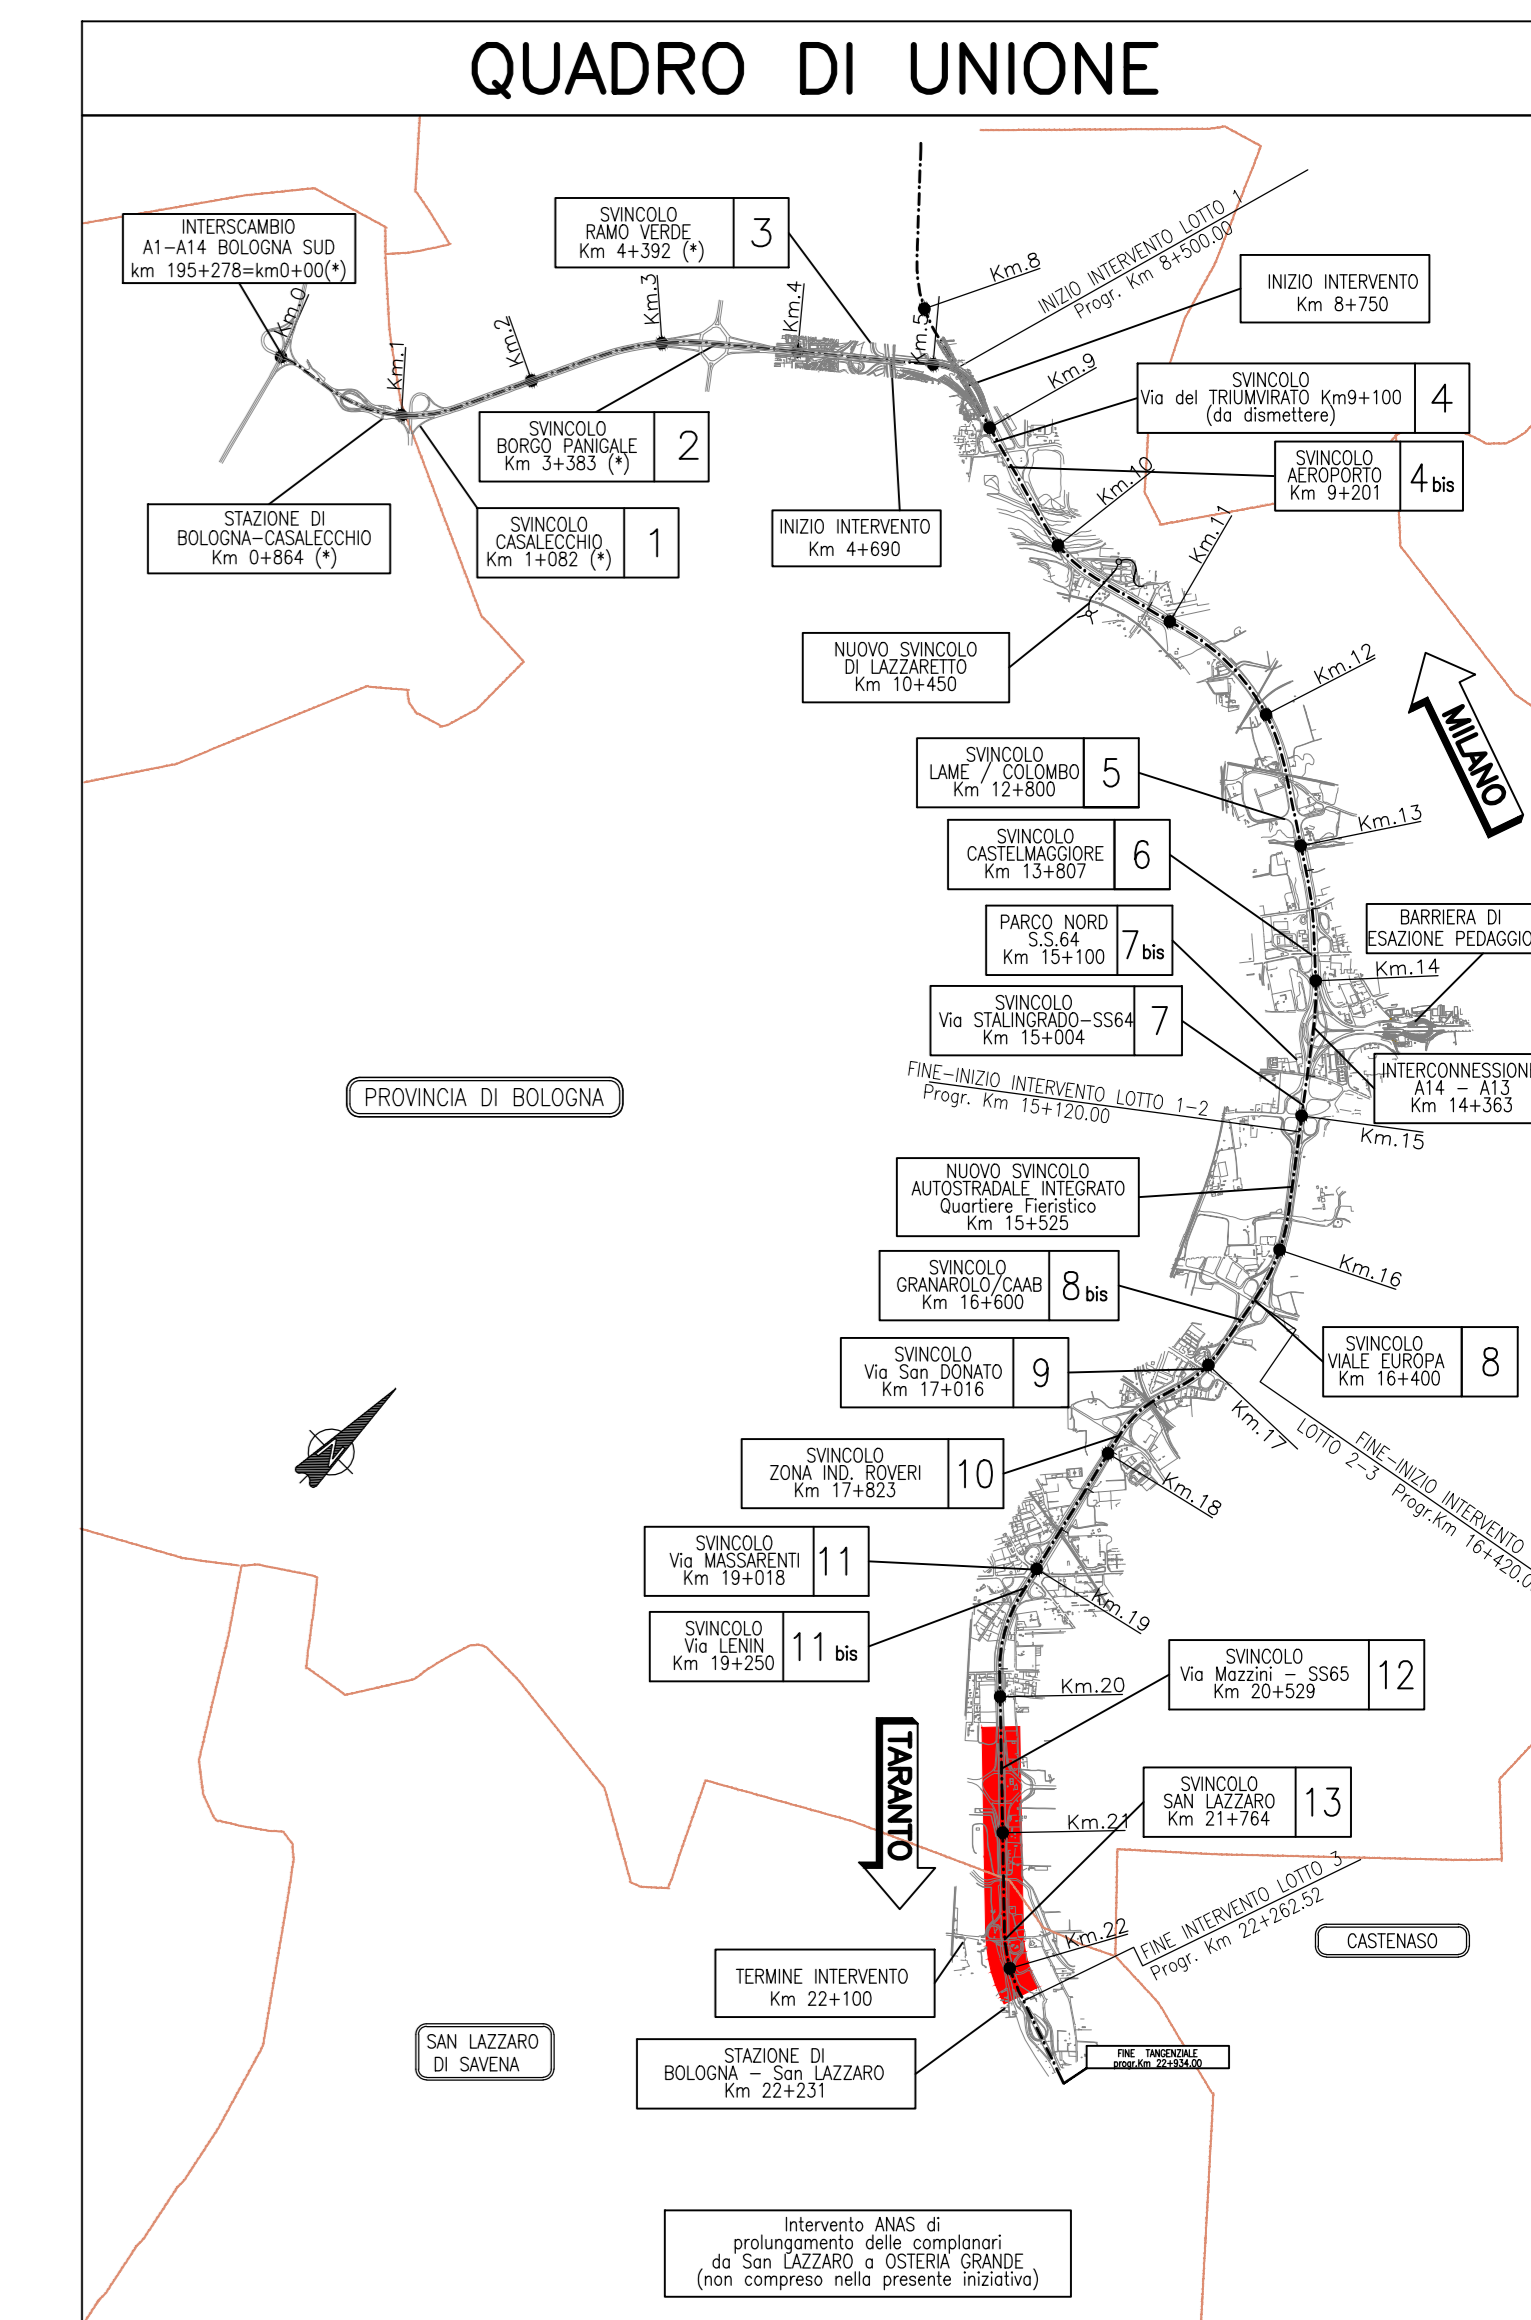 QUADRO DI UNIONE
INTERSCAMBIO
A1-A14 BOLOGNA SUD
km 195+278=km0+00(*)
SVINCOLO
RAMO VERDE
Km 4+392 (*)
3
INIZIO INTERVENTO LOTTO 1
Progr. Km 8+500.00
INIZIO INTERVENTO
Km 8+750
Km.0
Km.1
Km.2
Km.3
Km.4
Km.5
Km.8
Km.9
SVINCOLO
Via del TRIUMVIRATO Km9+100
(da dismettere)
4
SVINCOLO
BORGO PANIGALE
Km 3+383 (*)
2
SVINCOLO
AEROPORTO
Km 9+201
4 bis
Km.10
STAZIONE DI
BOLOGNA-CASALECCHIO
Km 0+864 (*)
SVINCOLO
CASALECCHIO
Km 1+082 (*)
1
INIZIO INTERVENTO
Km 4+690
Km.11
NUOVO SVINCOLO
DI LAZZARETTO
Km 10+450
Km.12
MILANO
SVINCOLO
LAME / COLOMBO
Km 12+800
5
Km.13
SVINCOLO
CASTELMAGGIORE
Km 13+807
6
PARCO NORD
S.S.64
Km 15+100
7 bis
BARRIERA DI
ESAZIONE PEDAGGIO
Km.14
SVINCOLO
Via STALINGRADO-SS64
Km 15+004
7
FINE-INIZIO INTERVENTO LOTTO 1-2
Progr. Km 15+120.00
INTERCONNESSIONE
A14 - A13
Km 14+363
PROVINCIA DI BOLOGNA
Km.15
NUOVO SVINCOLO
AUTOSTRADALE INTEGRATO
Quartiere Fieristico
Km 15+525
Km.16
SVINCOLO
GRANAROLO/CAAB
Km 16+600
8 bis
SVINCOLO
VIALE EUROPA
Km 16+400
8
SVINCOLO
Via San DONATO
Km 17+016
9
Km.17
FINE-INIZIO INTERVENTO
LOTTO 2-3 Progr.Km 16+420.0
SVINCOLO
ZONA IND. ROVERI
Km 17+823
10
Km.18
SVINCOLO
Via MASSARENTI
Km 19+018
11
Km.19
SVINCOLO
Via LENIN
Km 19+250
11 bis
SVINCOLO
Via Mazzini - SS65
Km 20+529
12
Km.20
TARANTO
SVINCOLO
SAN LAZZARO
Km 21+764
13
Km.21
FINE INTERVENTO LOTTO 3
Progr. Km 22+262.52
Km.22
CASTENASO
TERMINE INTERVENTO
Km 22+100
SAN LAZZARO
DI SAVENA
STAZIONE DI
BOLOGNA - San LAZZARO
Km 22+231
FINE TANGENZIALE
progr.Km 22+934.00
Intervento ANAS di
prolungamento delle complanari
da San LAZZARO a OSTERIA GRANDE
(non compreso nella presente iniziativa)